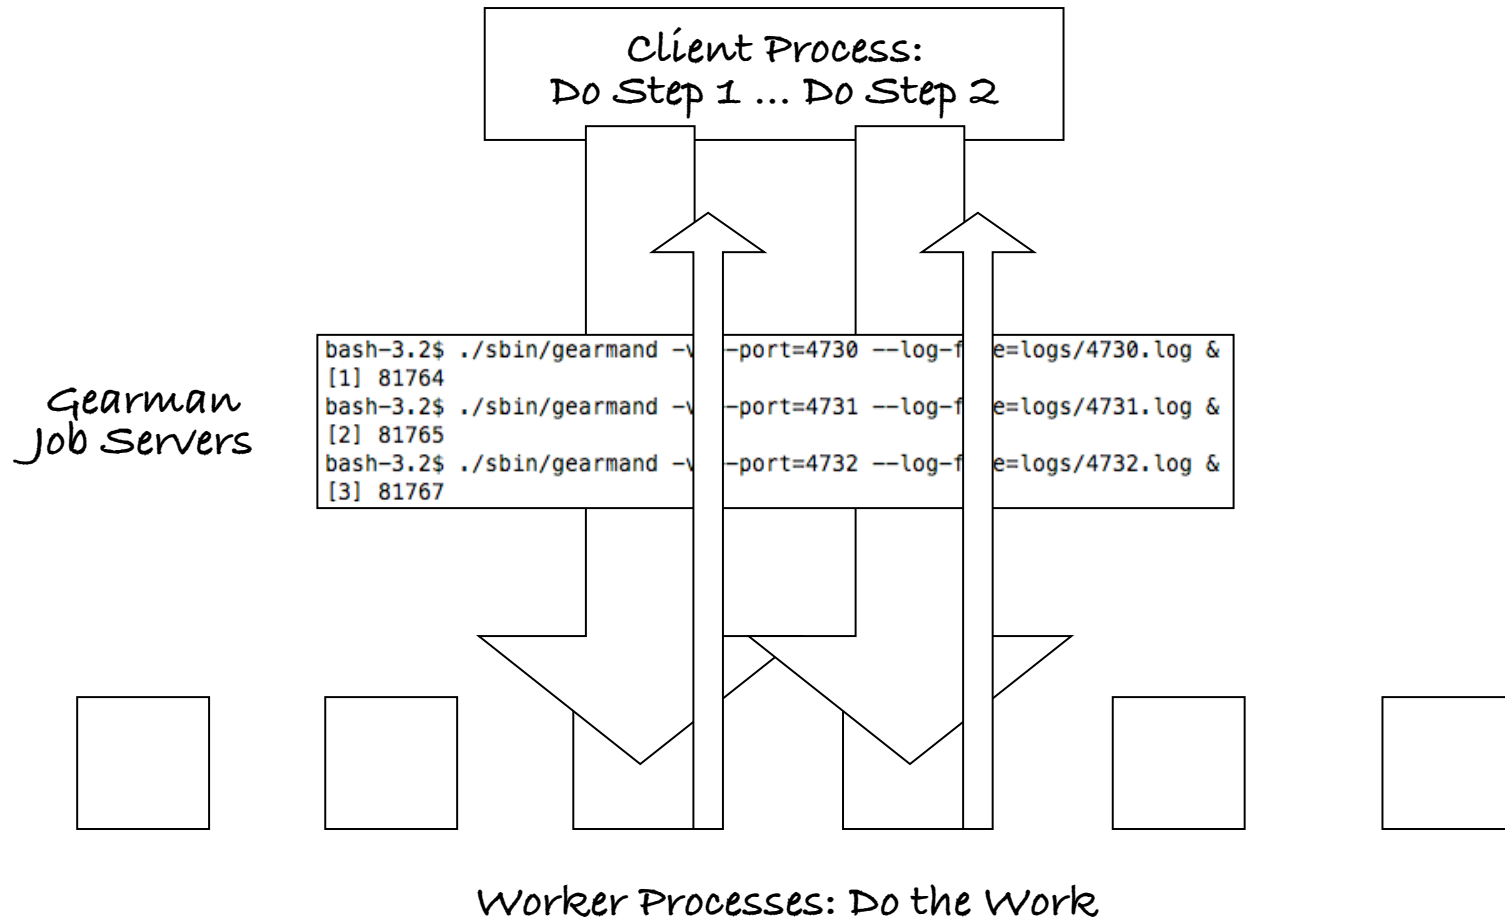 Client Process:
Do Step 1 ... Do Step 2
bash-3.2$ ./sbin/gearmand -v -port=4730 --log-f e=logs/4730.log &
[1] 81764
bash-3.2$ ./sbin/gearmand -v -port=4731 --log-f e=logs/4731.log &
[2] 81765
bash-3.2$ ./sbin/gearmand -v -port=4732 --log-f e=logs/4732.log &
[3] 81767
Gearman
Job Servers
Worker Processes: Do the Work